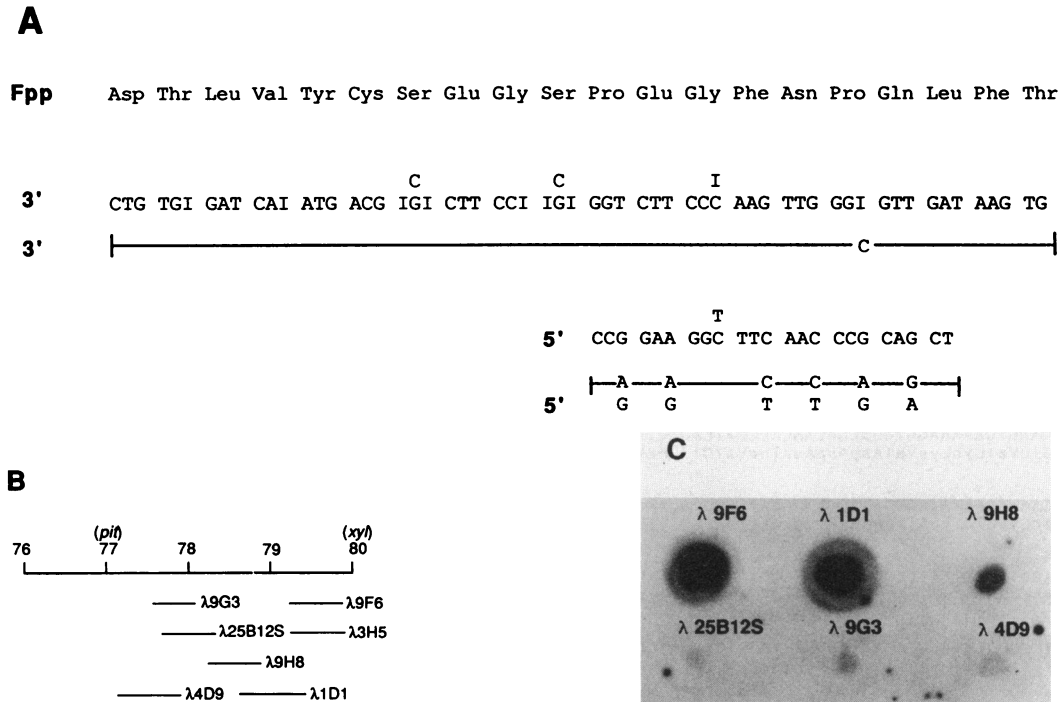 A
Fpp Asp Thr Leu Val Tyr Cys Ser Glu Gly Ser Pro Glu Gly Phe Asn Pro Gln Leu Phe Thr
C C I
3' CTG TGI GAT CAI ATG ACG IGI CTT CCI IGI GGT CTT CCC AAG TTG GGI GTT GAT AAG TG
3' C
T
5' CCG GAA GGC TTC AAC CCG CAG CT
A A C C A G
5' G G T T G A
B
(pit) (xyl)
76 77 78 79 80
λ9G3 λ9F6
λ25B12S λ3H5
λ9H8
λ4D9 λ1D1
C
λ 9F6 λ 1D1 λ 9H8
λ 25B12S λ 9G3 λ 4D9